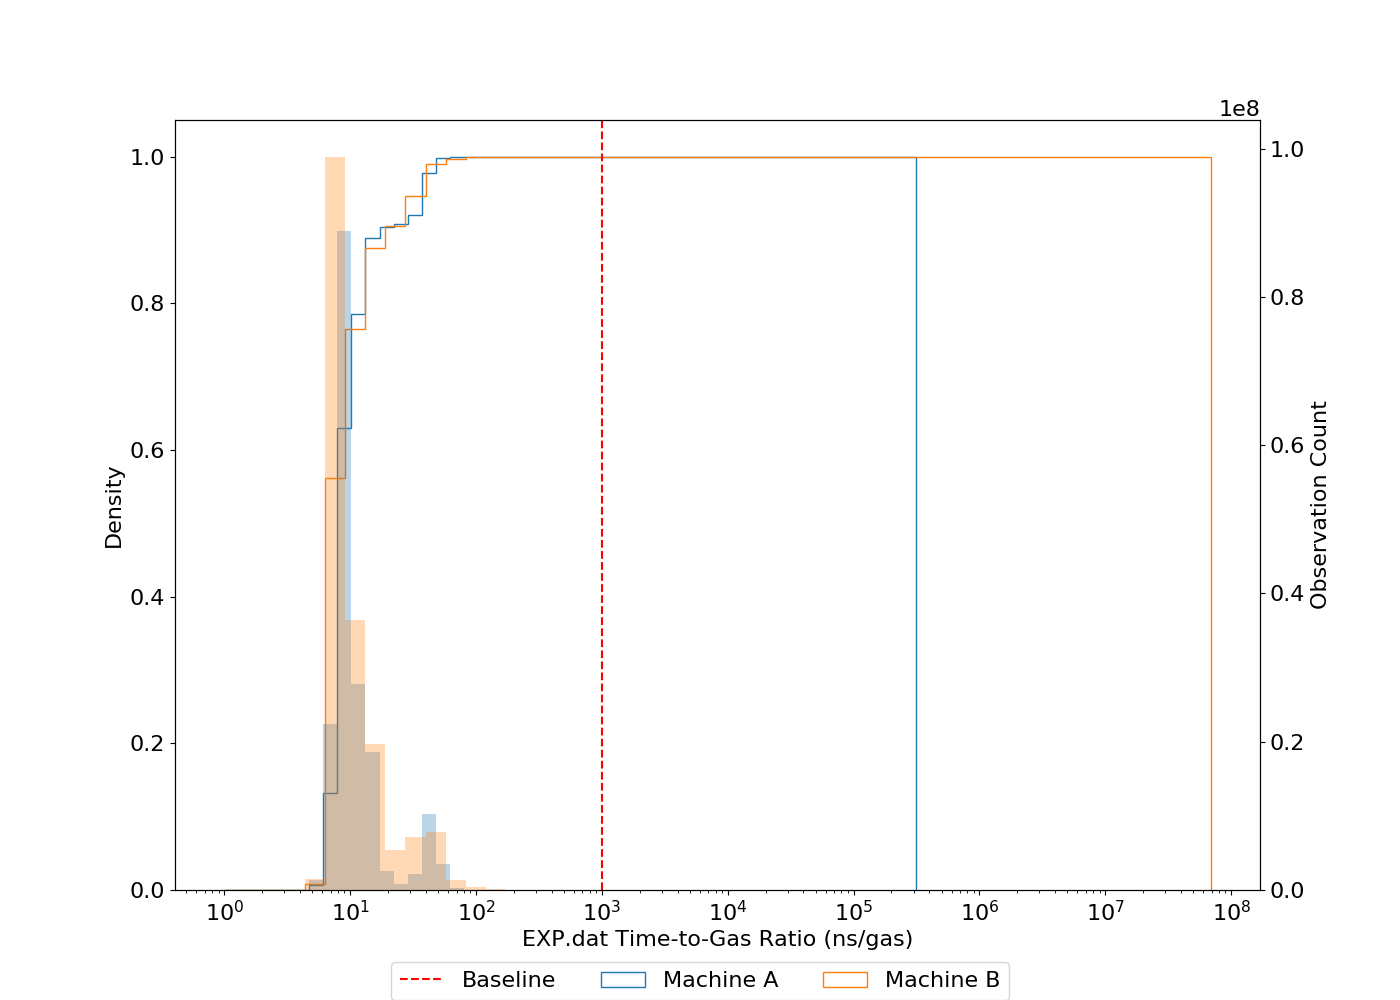 1e8
1.0
0.8
0.6
0.4
0.2
0.0
Density
1.0
0.8
0.6
0.4
0.2
0.0
Observation Count
10⁰ 10¹ 10² 10³ 10⁴ 10⁵ 10⁶ 10⁷ 10⁸
EXP.dat Time-to-Gas Ratio (ns/gas)
Baseline Machine A Machine B